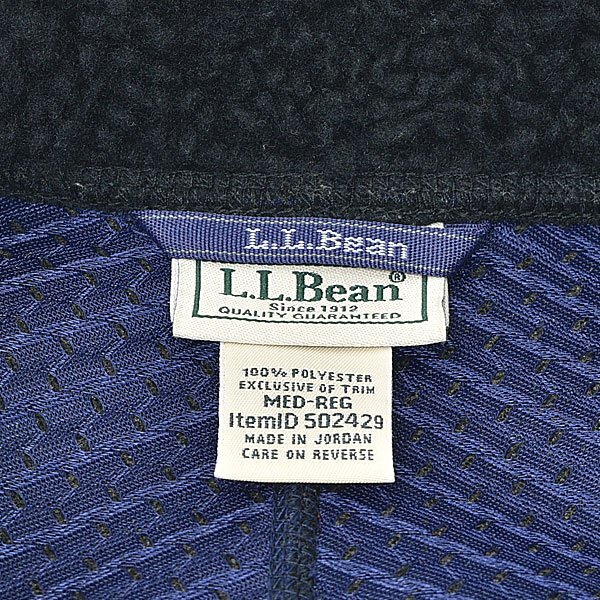 L.L.Bean
L.L.Bean®
Since 1912
QUALITY GUARANTEED
100% POLYESTER
EXCLUSIVE OF TRIM
MED-REG
ItemID 502429
MADE IN JORDAN
CARE ON REVERSE